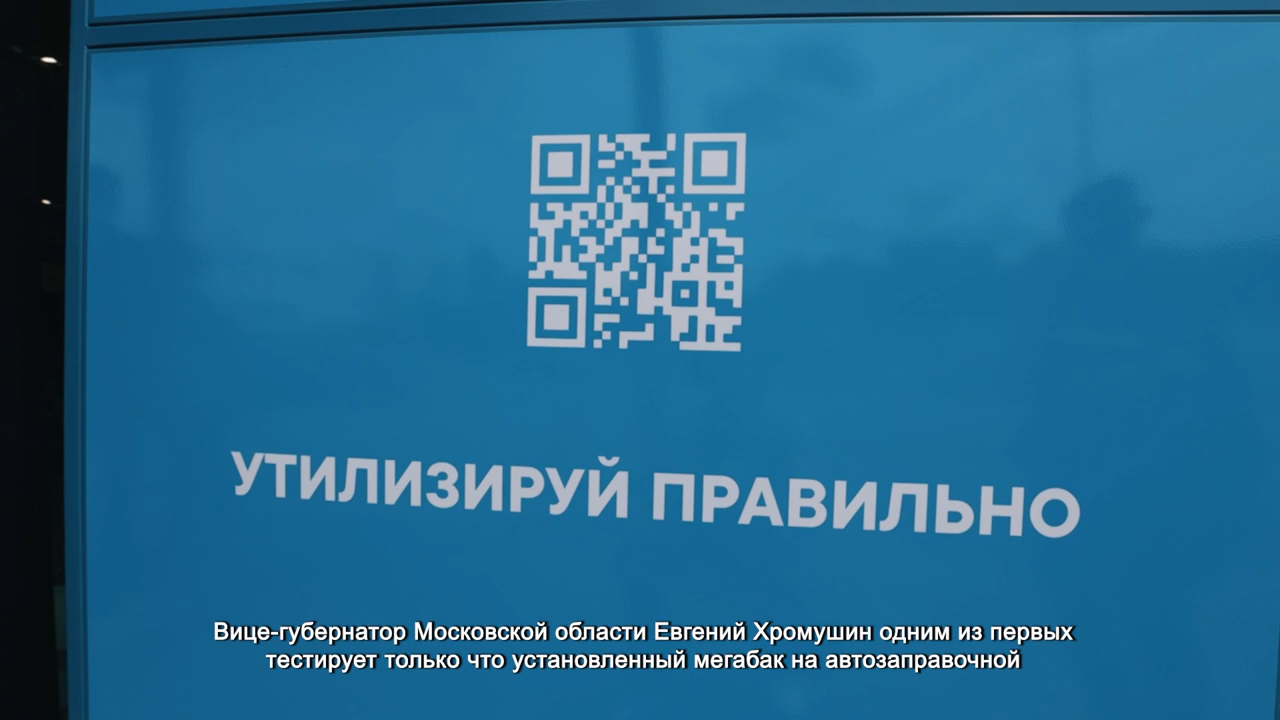 УТИЛИЗИРУЙ ПРАВИЛЬНО
Вице-губернатор Московской области Евгений Хромушин одним из первых
тестирует только что установленный мегабак на автозаправочной